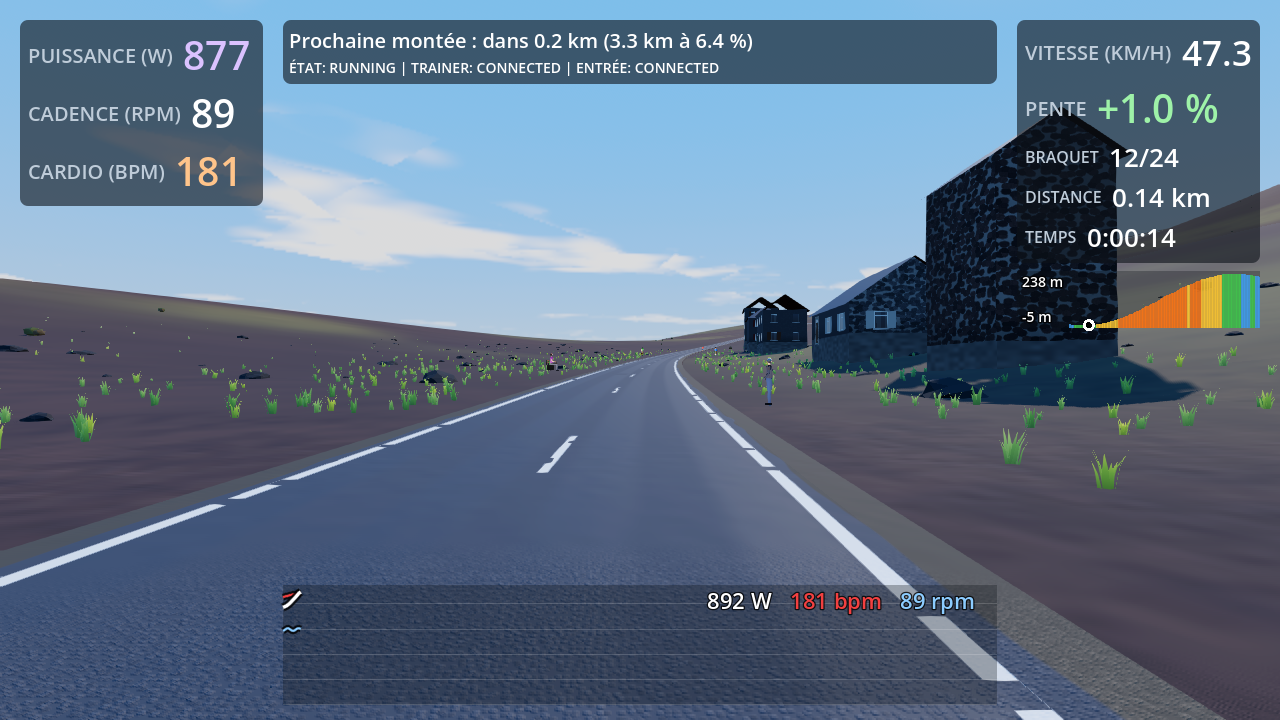 PUISSANCE (W) 877
CADENCE (RPM) 89
CARDIO (BPM) 181
Prochaine montée : dans 0.2 km (3.3 km à 6.4 %)
ÉTAT: RUNNING | TRAINER: CONNECTED | ENTRÉE: CONNECTED
VITESSE (KM/H) 47.3
PENTE +1.0 %
BRAQUET 12/24
DISTANCE 0.14 km
TEMPS 0:00:14
238 m
-5 m
892 W 181 bpm 89 rpm